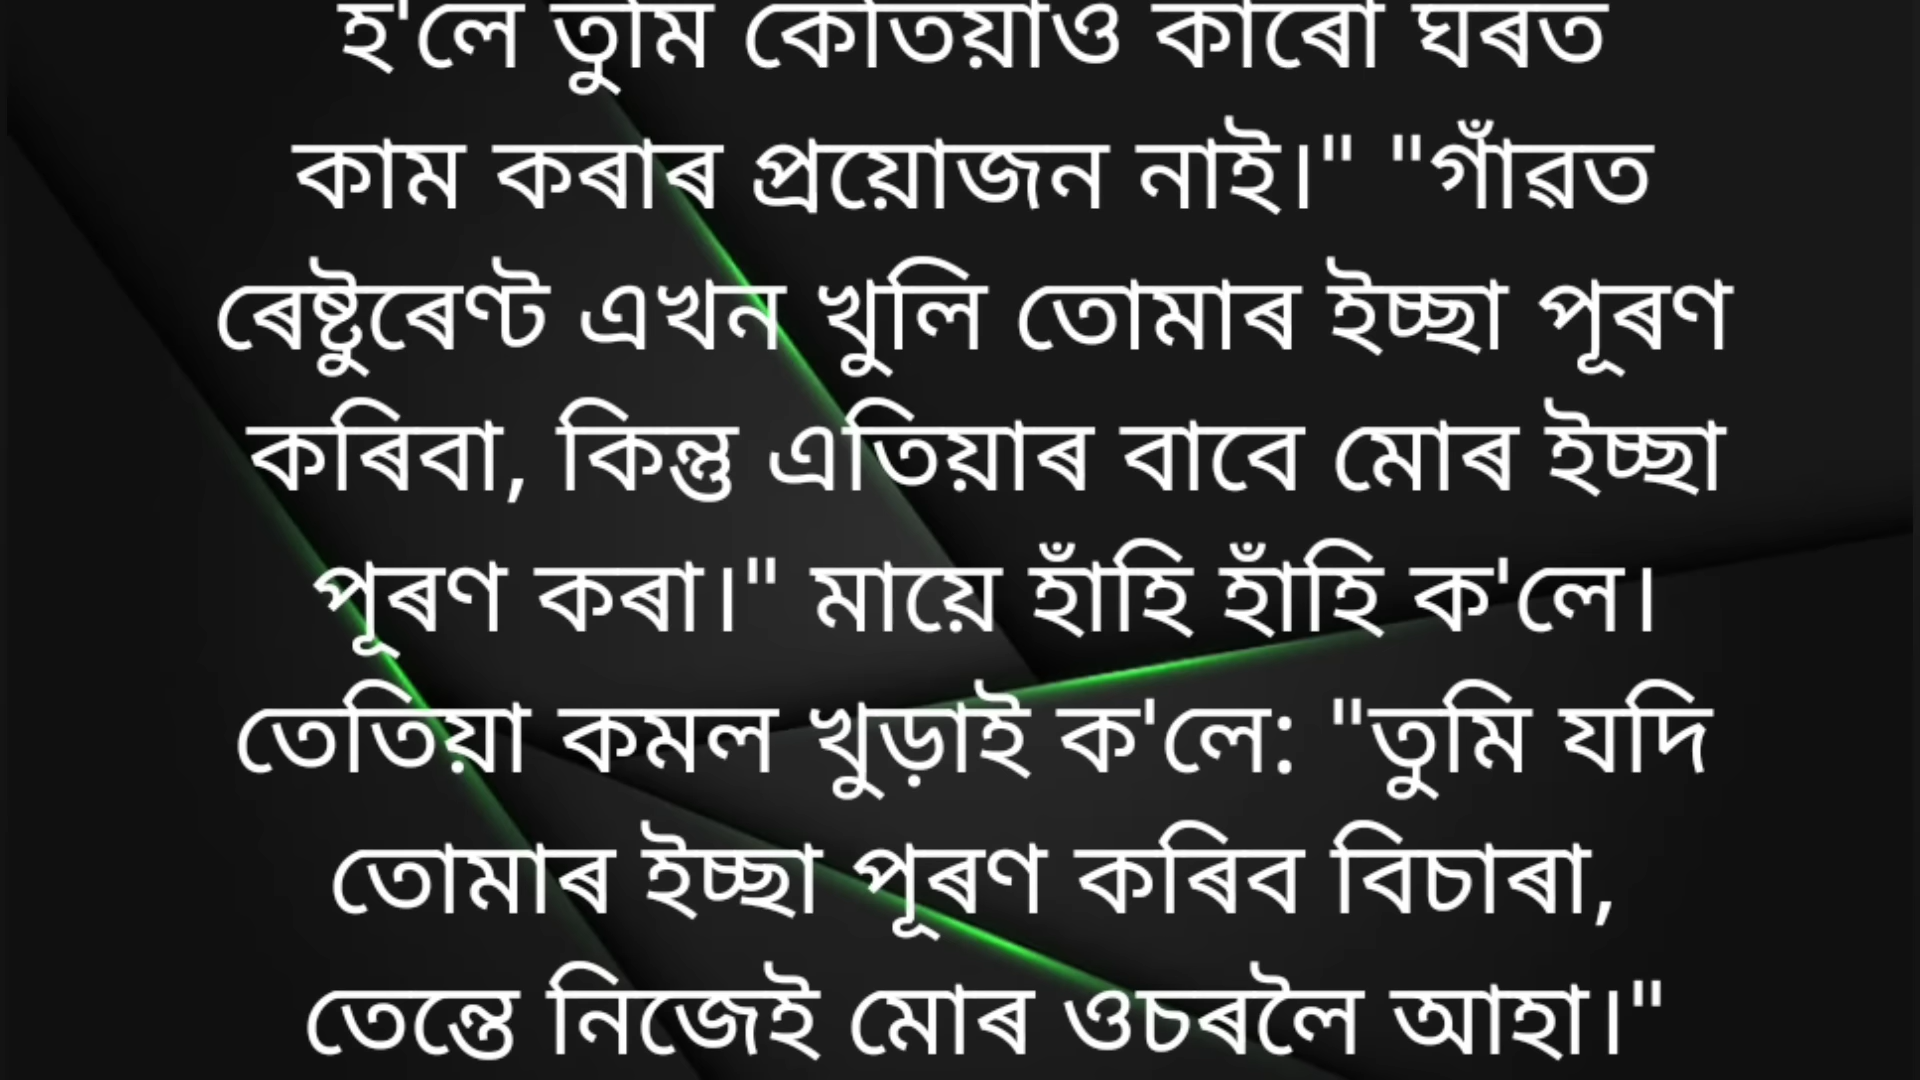 হ'লে তুমি কেতিয়াও কাৰো ঘৰত
কাম কৰাৰ প্ৰয়োজন নাই।" "গাঁৱত
ৰেষ্টুৰেণ্ট এখন খুলি তোমাৰ ইচ্ছা পূৰণ
কৰিবা, কিন্তু এতিয়াৰ বাবে মোৰ ইচ্ছা
পূৰণ কৰা।" মায়ে হাঁহি হাঁহি ক'লে।
তেতিয়া কমল খুড়াই ক'লে: "তুমি যদি
তোমাৰ ইচ্ছা পূৰণ কৰিব বিচাৰা,
তেন্তে নিজেই মোৰ ওচৰলৈ আহা।"